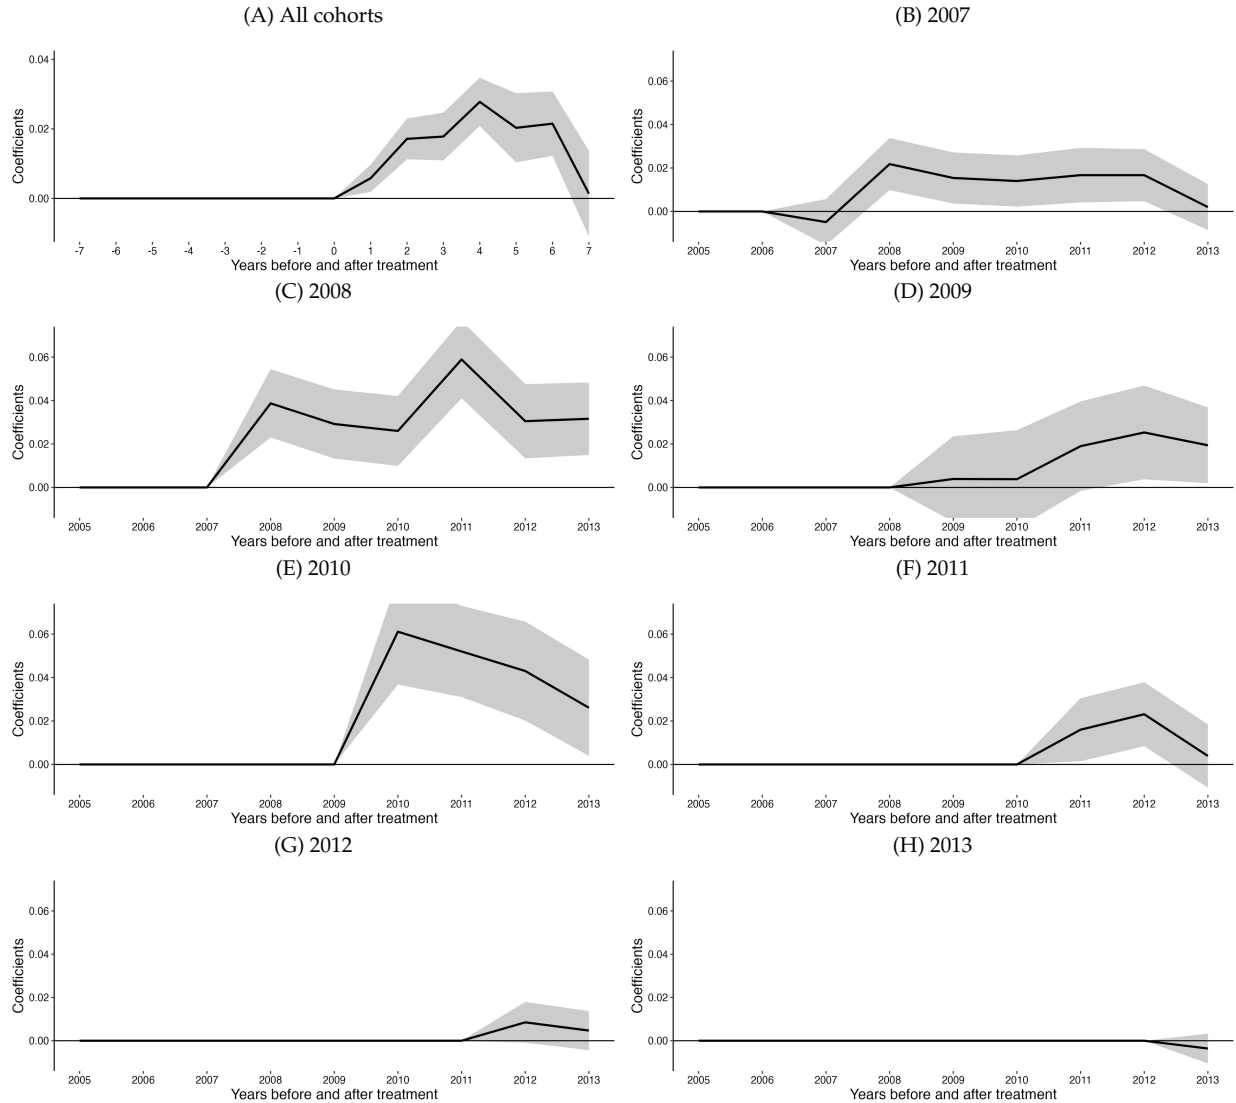 (A) All cohorts
0.04
0.02
0.00
Coefficients
-7 -6 -5 -4 -3 -2 -1 0 1 2 3 4 5 6 7
Years before and after treatment
(B) 2007
0.06
0.04
0.02
0.00
Coefficients
2005 2006 2007 2008 2009 2010 2011 2012 2013
Years before and after treatment
(C) 2008
0.06
0.04
0.02
0.00
Coefficients
2005 2006 2007 2008 2009 2010 2011 2012 2013
Years before and after treatment
(D) 2009
0.06
0.04
0.02
0.00
Coefficients
2005 2006 2007 2008 2009 2010 2011 2012 2013
Years before and after treatment
(E) 2010
0.06
0.04
0.02
0.00
Coefficients
2005 2006 2007 2008 2009 2010 2011 2012 2013
Years before and after treatment
(F) 2011
0.06
0.04
0.02
0.00
Coefficients
2005 2006 2007 2008 2009 2010 2011 2012 2013
Years before and after treatment
(G) 2012
0.06
0.04
0.02
0.00
Coefficients
2005 2006 2007 2008 2009 2010 2011 2012 2013
Years before and after treatment
(H) 2013
0.06
0.04
0.02
0.00
Coefficients
2005 2006 2007 2008 2009 2010 2011 2012 2013
Years before and after treatment